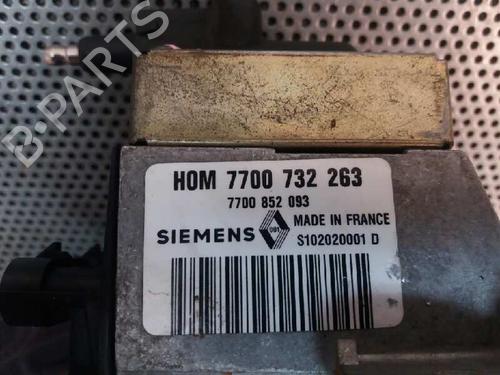 B-PARTS
HOM 7700 732 263
7700 852 093
MADE IN FRANCE
SIEMENS
S102020001 D